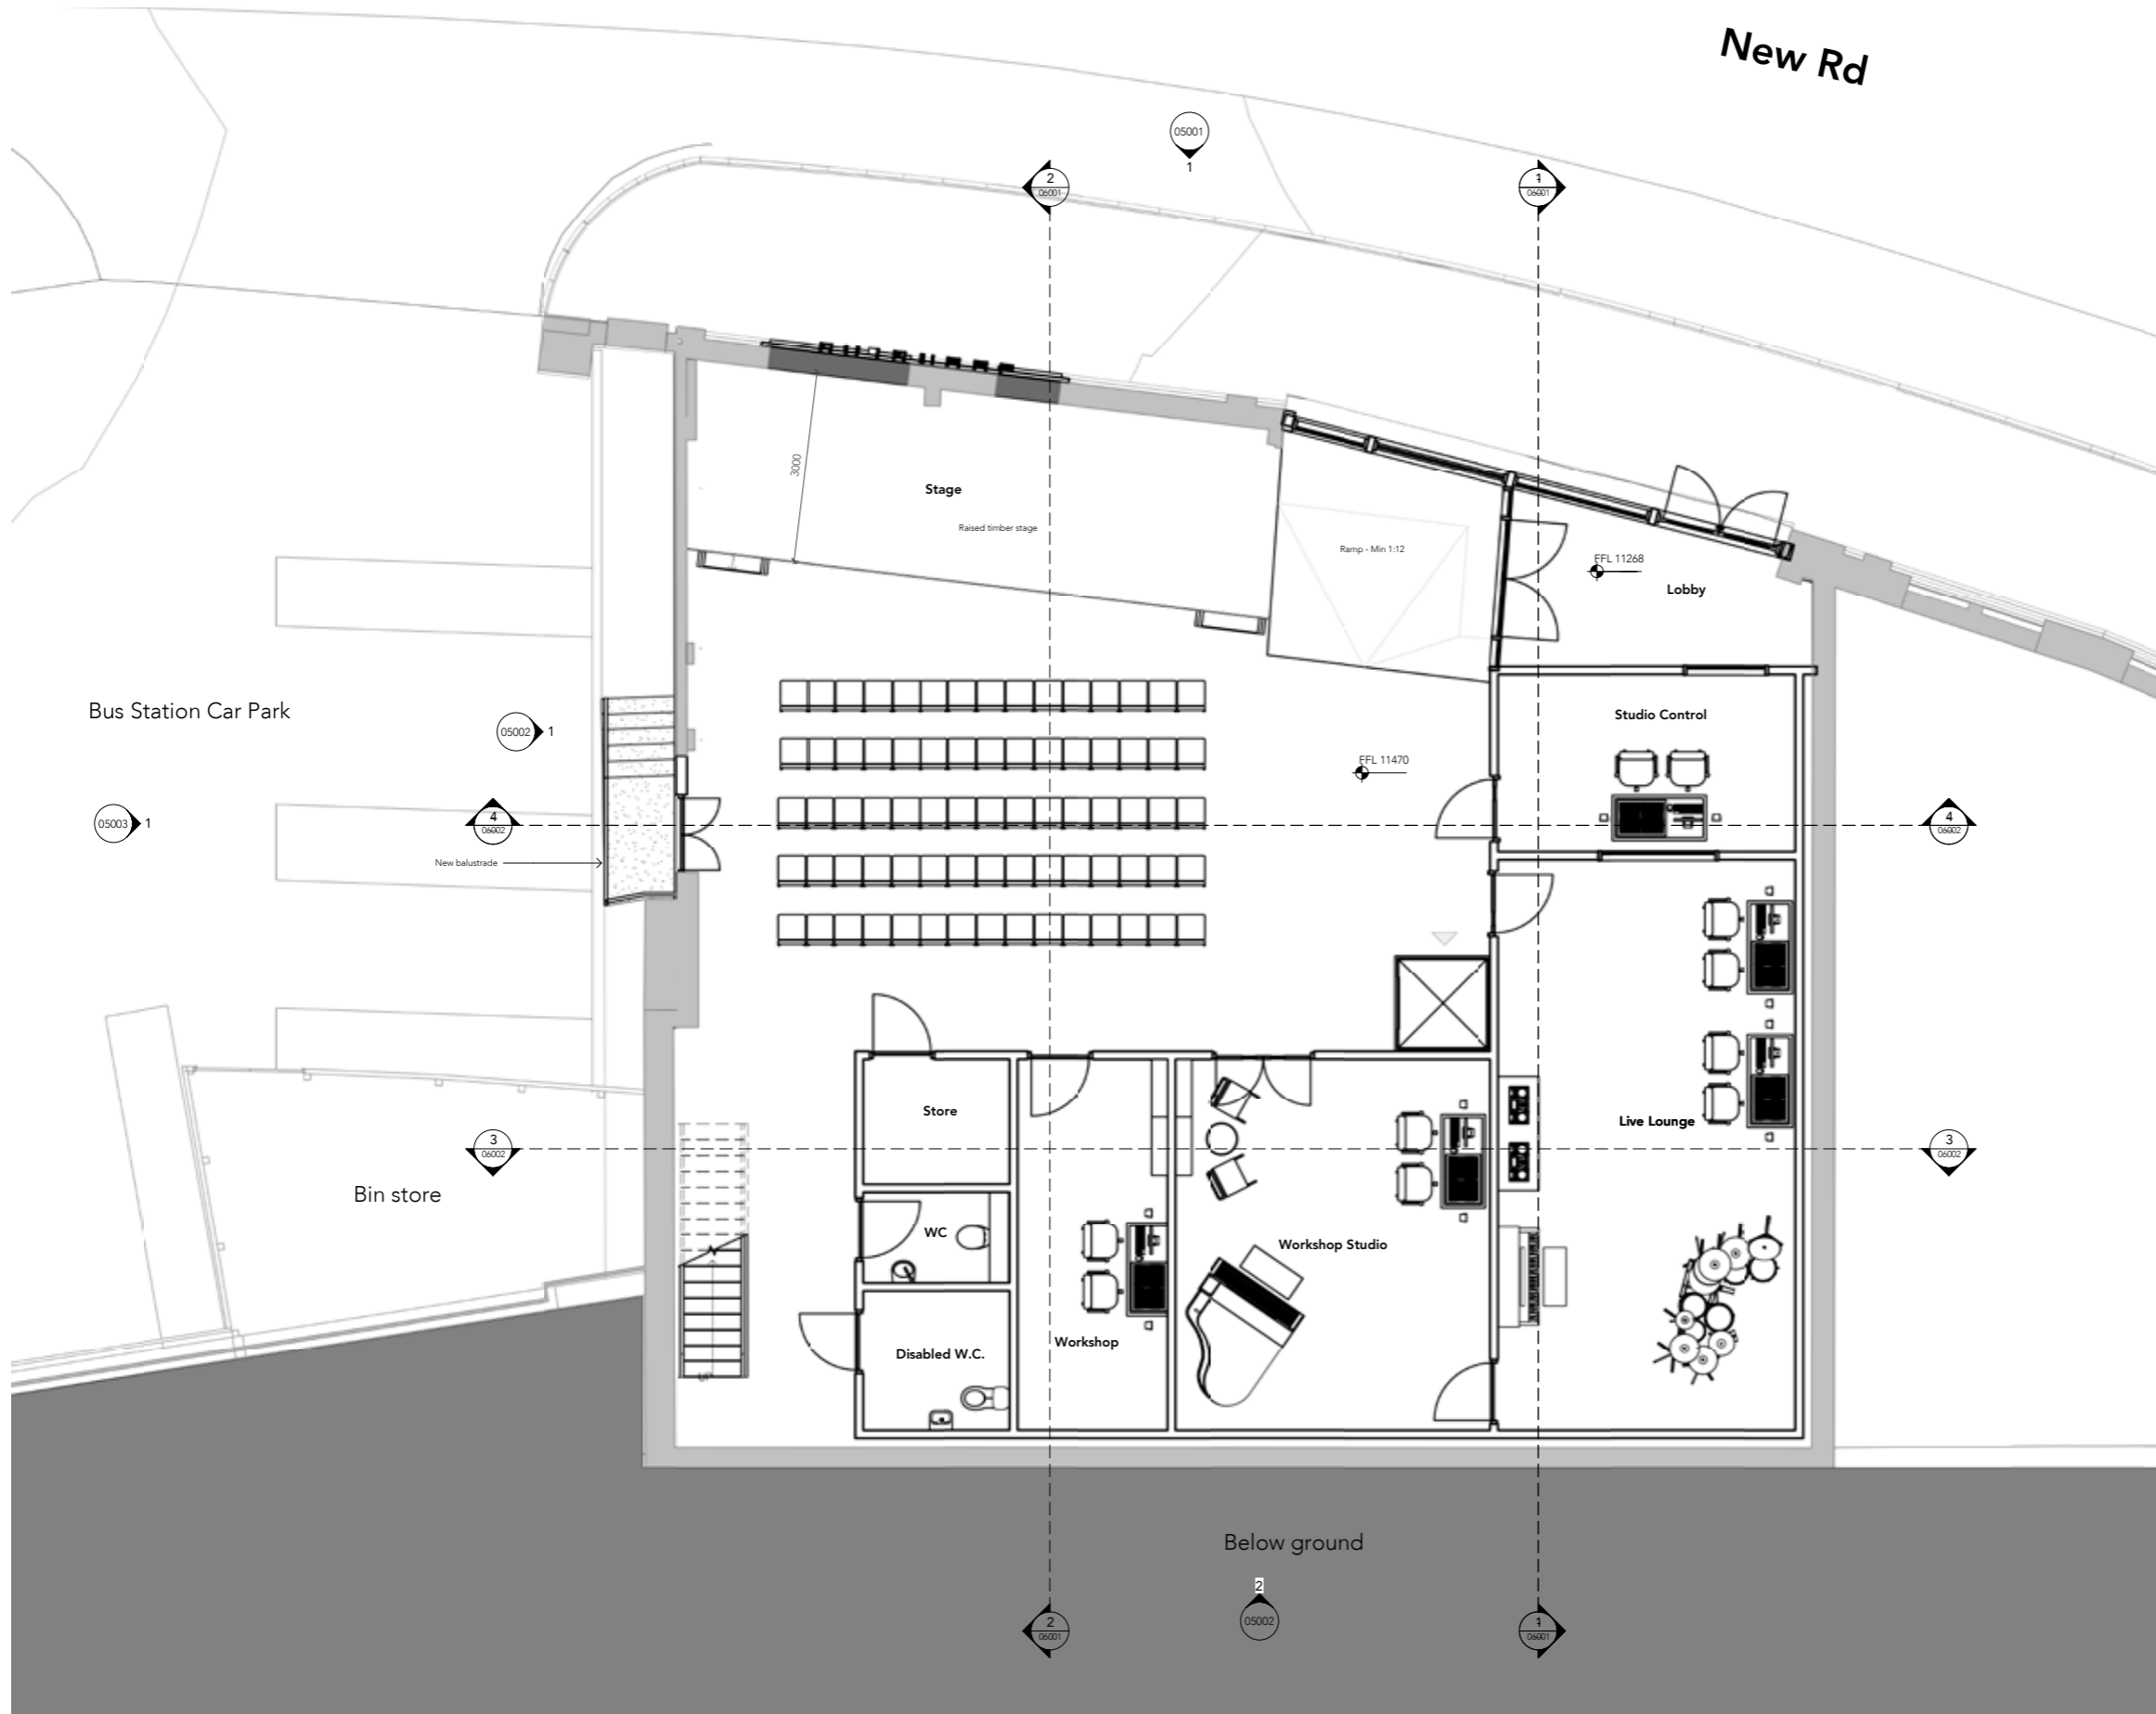 New Rd
05001
1
2
06001
1
06001
3000
Stage
Raised timber stage
Ramp - Min 1:12
FFL 11268
Lobby
Bus Station Car Park
05002
1
Studio Control
FFL 11470
05003
1
4
06002
4
06002
New balustrade
Store
Live Lounge
3
06002
3
06002
Bin store
WC
Workshop Studio
Workshop
Disabled W.C.
UP
Below ground
2
05002
2
06001
1
06001